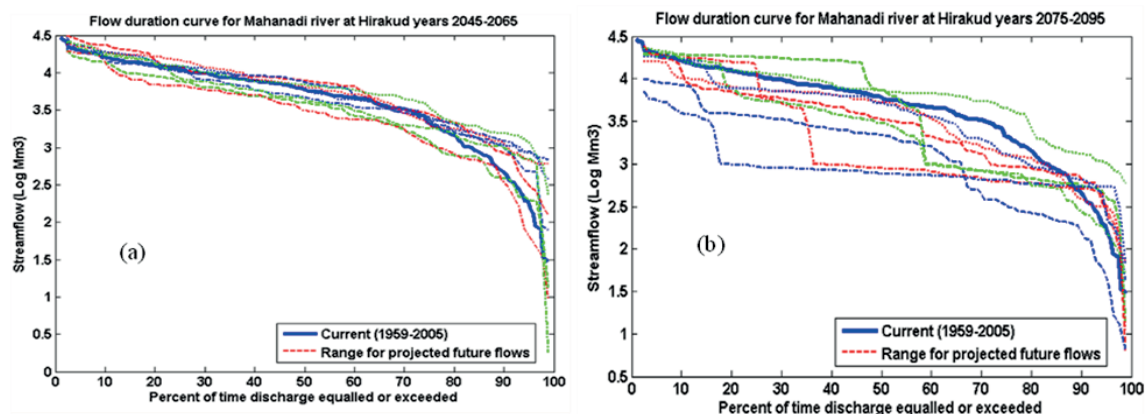 Flow duration curve for Mahanadi river at Hirakud years 2045-2065
4.5
4
3.5
3
2.5
2
1.5
1
0.5
0
Streamflow (Log Mm3)
(a)
Current (1959-2005)
Range for projected future flows
0 10 20 30 40 50 60 70 80 90 100
Percent of time discharge equalled or exceeded
Flow duration curve for Mahanadi river at Hirakud years 2075-2095
4.5
4
3.5
3
2.5
2
1.5
1
0.5
0
Streamflow (Log Mm3)
(b)
Current (1959-2005)
Range for projected future flows
0 10 20 30 40 50 60 70 80 90 100
Percent of time discharge equalled or exceeded